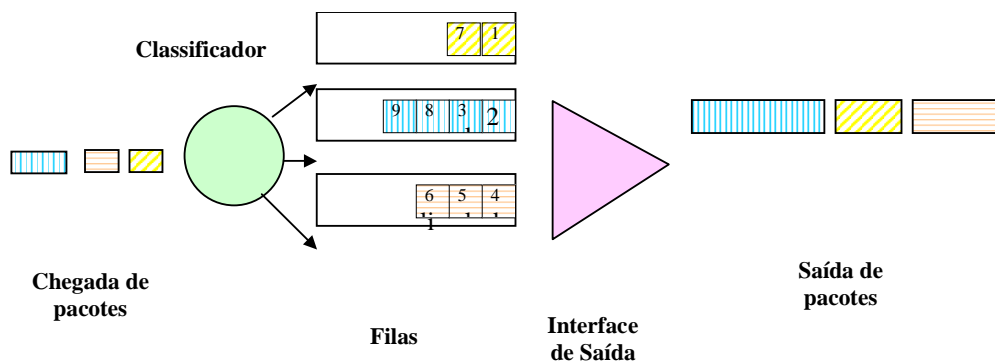 Classificador
7 1
9 8 3 2
6 5 4
Chegada de
pacotes
Filas
Interface
de Saída
Saída de
pacotes